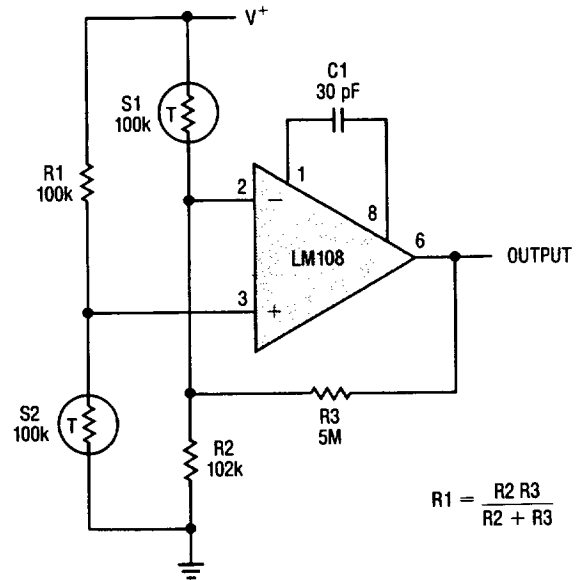 V+
S1
100k
T
C1
30 pF
R1
100k
1
2
−
8
6
LM108
OUTPUT
3
+
S2
100k
T
R3
5M
R2
102k
R1 = R2 R3 / R2 + R3